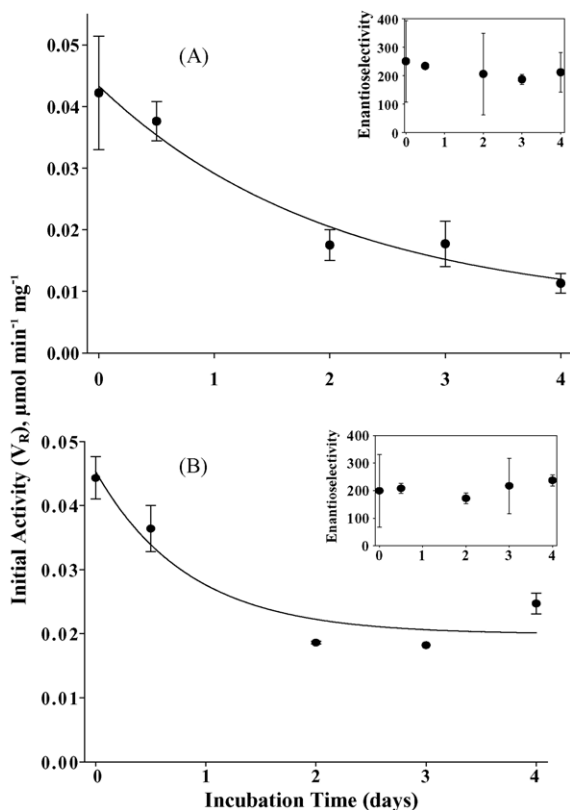 (A)
0.05
0.04
0.03
0.02
0.01
0.00
0 1 2 3 4
Enantioselectivity
400
300
200
100
0
0 1 2 3 4
Initial Activity (V_R), µmol min⁻¹ mg⁻¹
(B)
0.05
0.04
0.03
0.02
0.01
0.00
0 1 2 3 4
Enantioselectivity
400
300
200
100
0
0 1 2 3 4
Incubation Time (days)